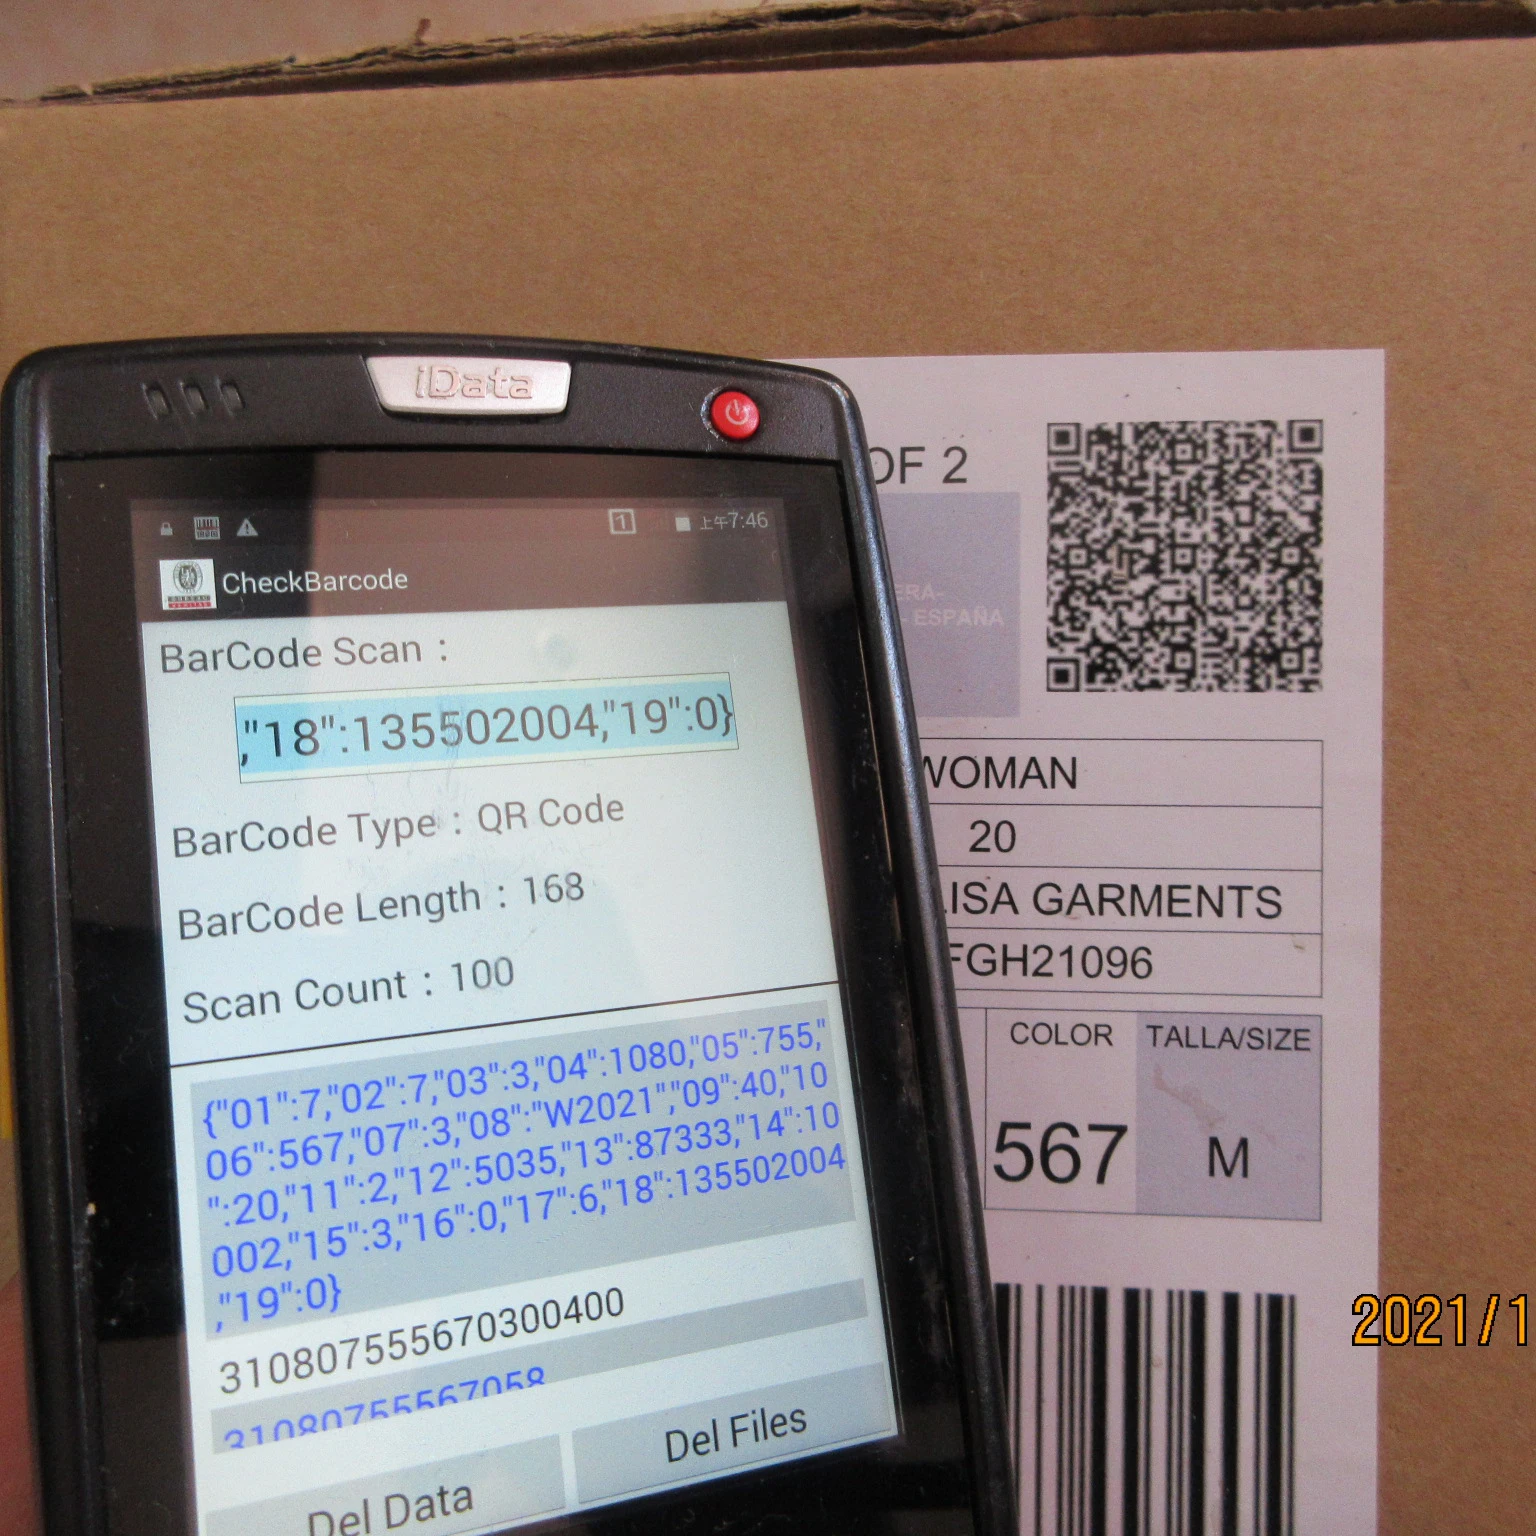 iData
1
上午7:46
CheckBarcode
BarCode Scan :
,"18":135502004,"19":0}
BarCode Type : QR Code
BarCode Length : 168
Scan Count : 100
{"01":7,"02":7,"03":3,"04":1080,"05":755,"
06":567,"07":3,"08":"W2021","09":40,"10
":20,"11":2,"12":5035,"13":87333,"14":10
002,"15":3,"16":0,"17":6,"18":135502004
,"19":0}
310807555670300400
31080755567058
Del Data
Del Files
OF 2
ERA-
- ESPAÑA
WOMAN
20
LISA GARMENTS
FGH21096
COLOR
TALLA/SIZE
567
M
2021/1